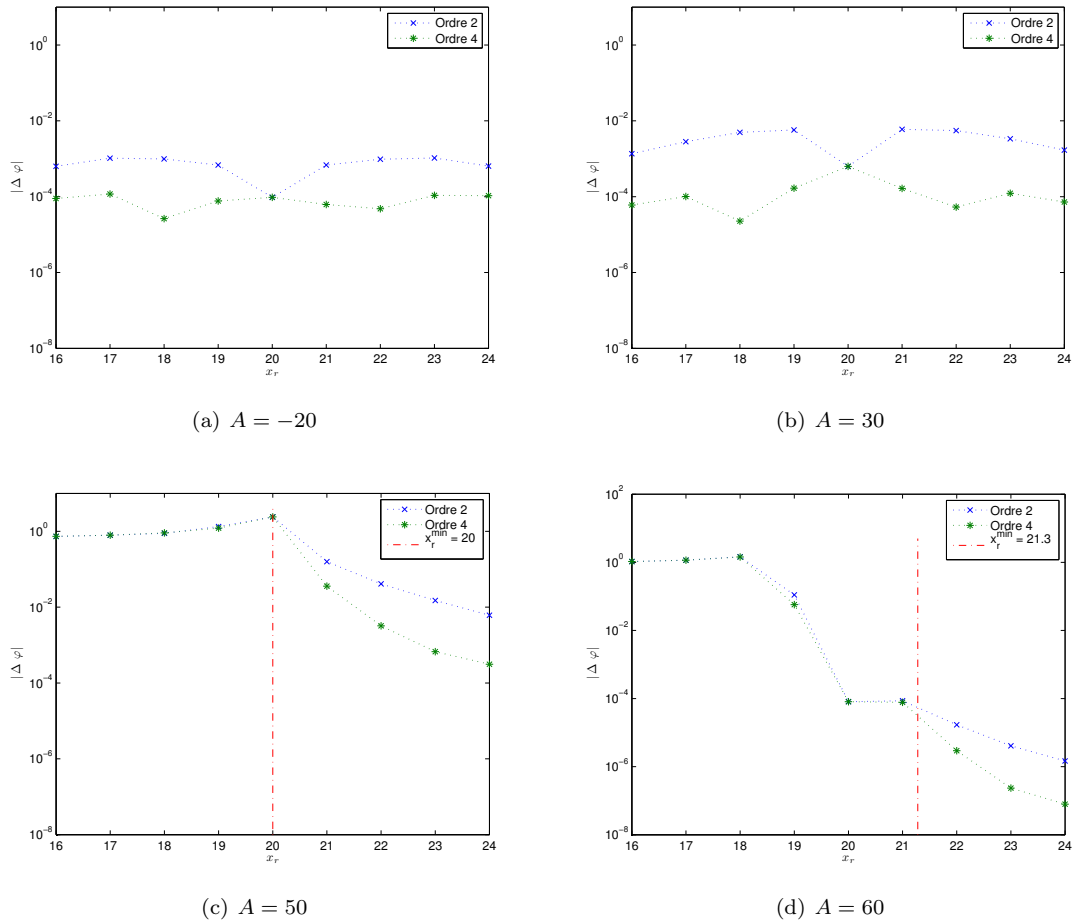 Ordre 2
Ordre 4
10^0
10^-2
10^-4
10^-6
10^-8
| Δ φ|
16 17 18 19 20 21 22 23 24
x_r
(a) A = −20
Ordre 2
Ordre 4
10^0
10^-2
10^-4
10^-6
10^-8
| Δ φ|
16 17 18 19 20 21 22 23 24
x_r
(b) A = 30
Ordre 2
Ordre 4
x_r^min = 20
10^0
10^-2
10^-4
10^-6
10^-8
| Δ φ|
16 17 18 19 20 21 22 23 24
x_r
(c) A = 50
Ordre 2
Ordre 4
x_r^min = 21.3
10^2
10^0
10^-2
10^-4
10^-6
10^-8
| Δ φ|
16 17 18 19 20 21 22 23 24
x_r
(d) A = 60